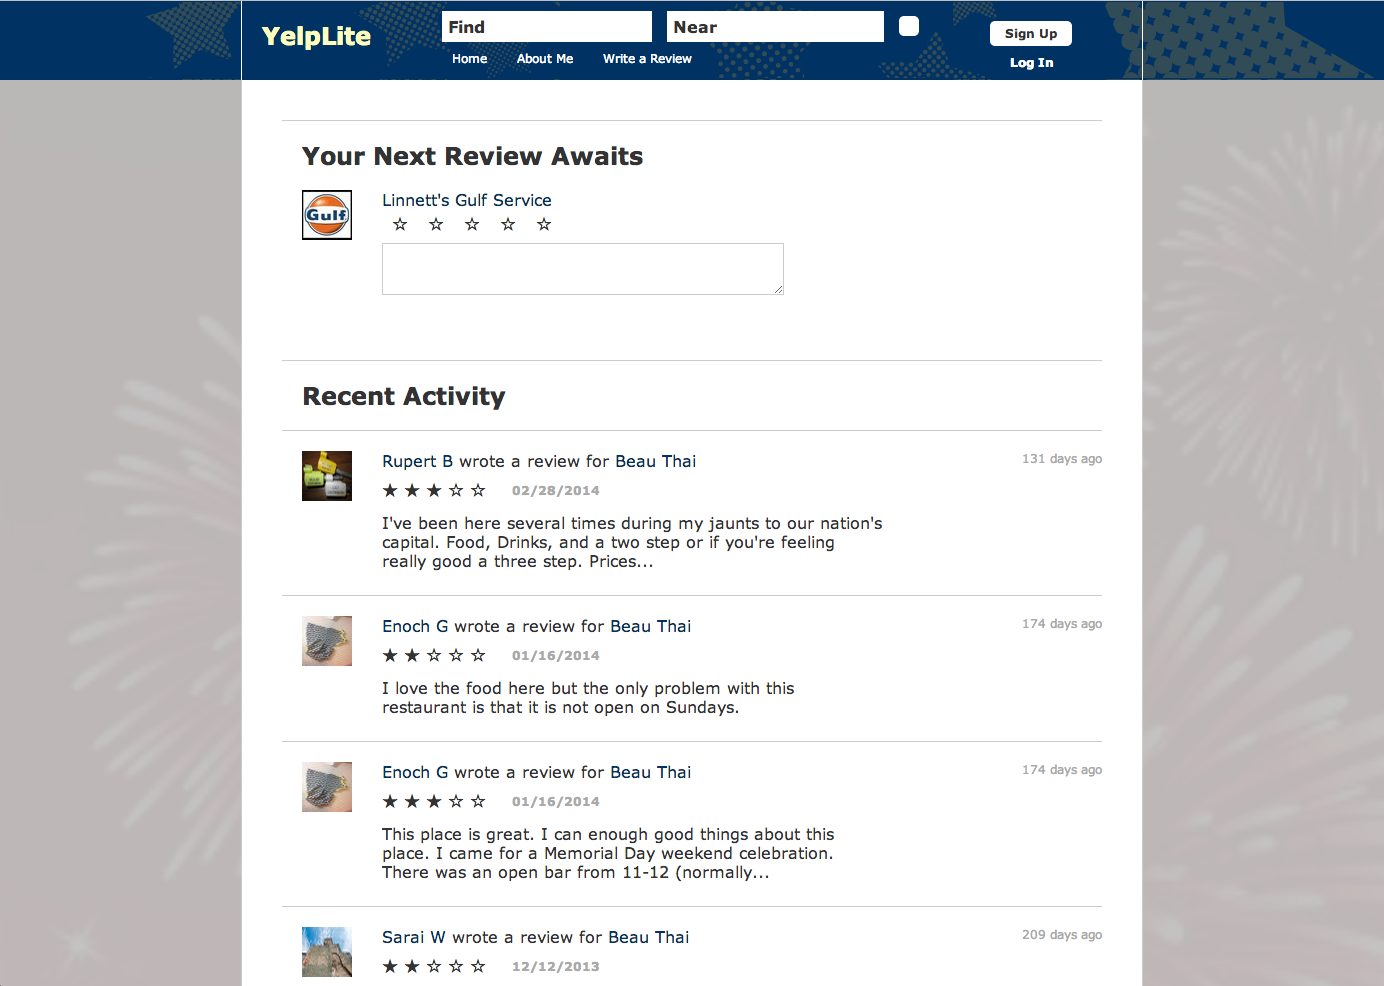 YelpLite
Find
Near
Sign Up
Home
About Me
Write a Review
Log In
Your Next Review Awaits
Gulf
Linnett's Gulf Service
☆ ☆ ☆ ☆ ☆
Recent Activity
Rupert B wrote a review for Beau Thai
131 days ago
★ ★ ★ ☆ ☆ 02/28/2014
I've been here several times during my jaunts to our nation's
capital. Food, Drinks, and a two step or if you're feeling
really good a three step. Prices...
Enoch G wrote a review for Beau Thai
174 days ago
★ ★ ☆ ☆ ☆ 01/16/2014
I love the food here but the only problem with this
restaurant is that it is not open on Sundays.
Enoch G wrote a review for Beau Thai
174 days ago
★ ★ ★ ☆ ☆ 01/16/2014
This place is great. I can enough good things about this
place. I came for a Memorial Day weekend celebration.
There was an open bar from 11-12 (normally...
Sarai W wrote a review for Beau Thai
209 days ago
★ ★ ☆ ☆ ☆ 12/12/2013